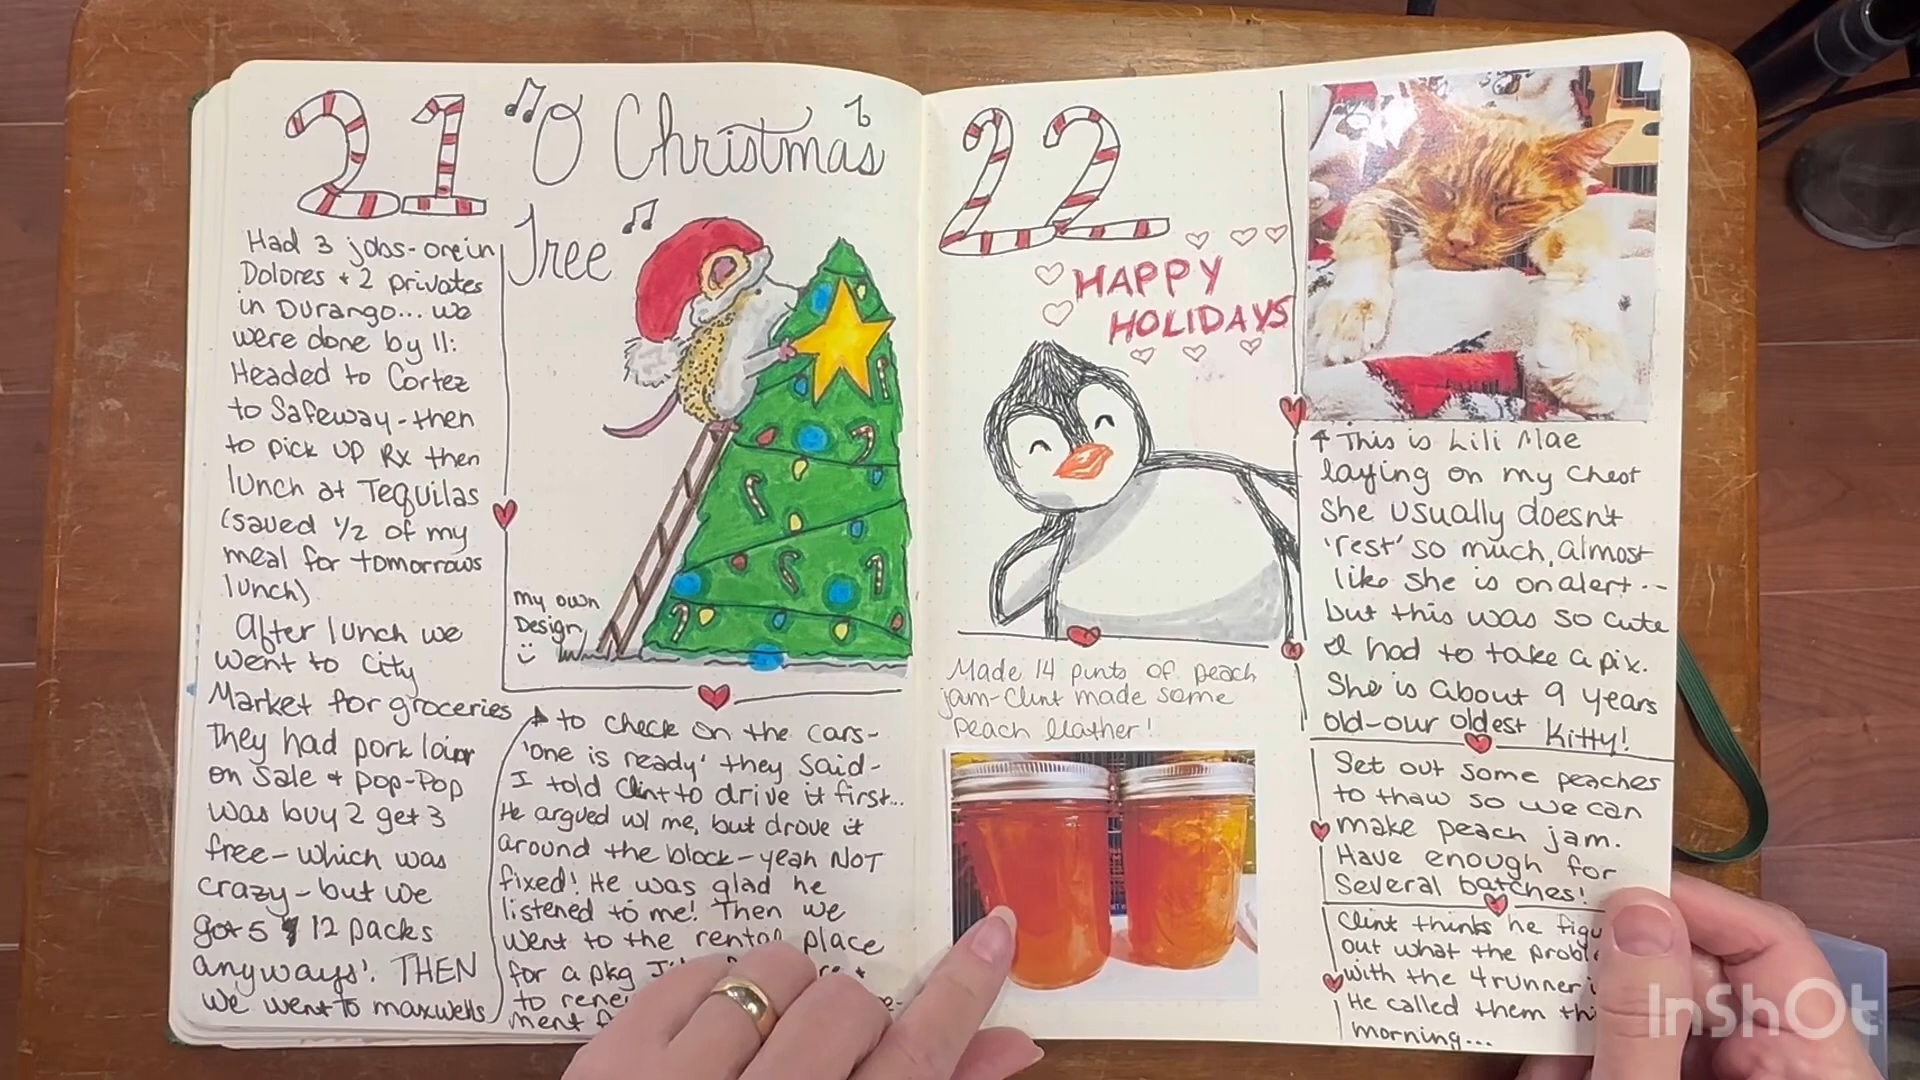 21
O Christmas
Tree
Had 3 jobs-one in
Dolores + 2 privates
in Durango... we
were done by 11:
Headed to Cortez
to Safeway-then
to pick up Rx then
lunch at Tequilas
(saved 1/2 of my
meal for tomorrows
lunch)
After lunch we
went to City
Market for groceries
They had pork loin
on sale + Pop-Pop
was buy 2 get 3
free-which was
crazy-but we
got 5 12 packs
anyways! THEN
we went to maxwells
my own
Design
to check on the cars-
'one is ready' they said-
I told Clint to drive it first...
He argued w/ me, but drove it
around the block-yeah NOT
fixed! He was glad he
listened to me! Then we
went to the rental place
for a pkg
to
ment
22
HAPPY
HOLIDAYS
Made 14 pints of peach
jam-Clint made some
Peach leather!
This is Lili Mae
laying on my chest
She usually doesn't
'rest' so much, almost
like she is on alert--
but this was so cute
I had to take a pix.
She is about 9 years
old-our oldest Kitty!
Set out some peaches
to thaw so we can
make peach jam.
Have enough for
Several batches!
Clint thinks he
out what the
with the 4runner
He called them
morning...
InShOt